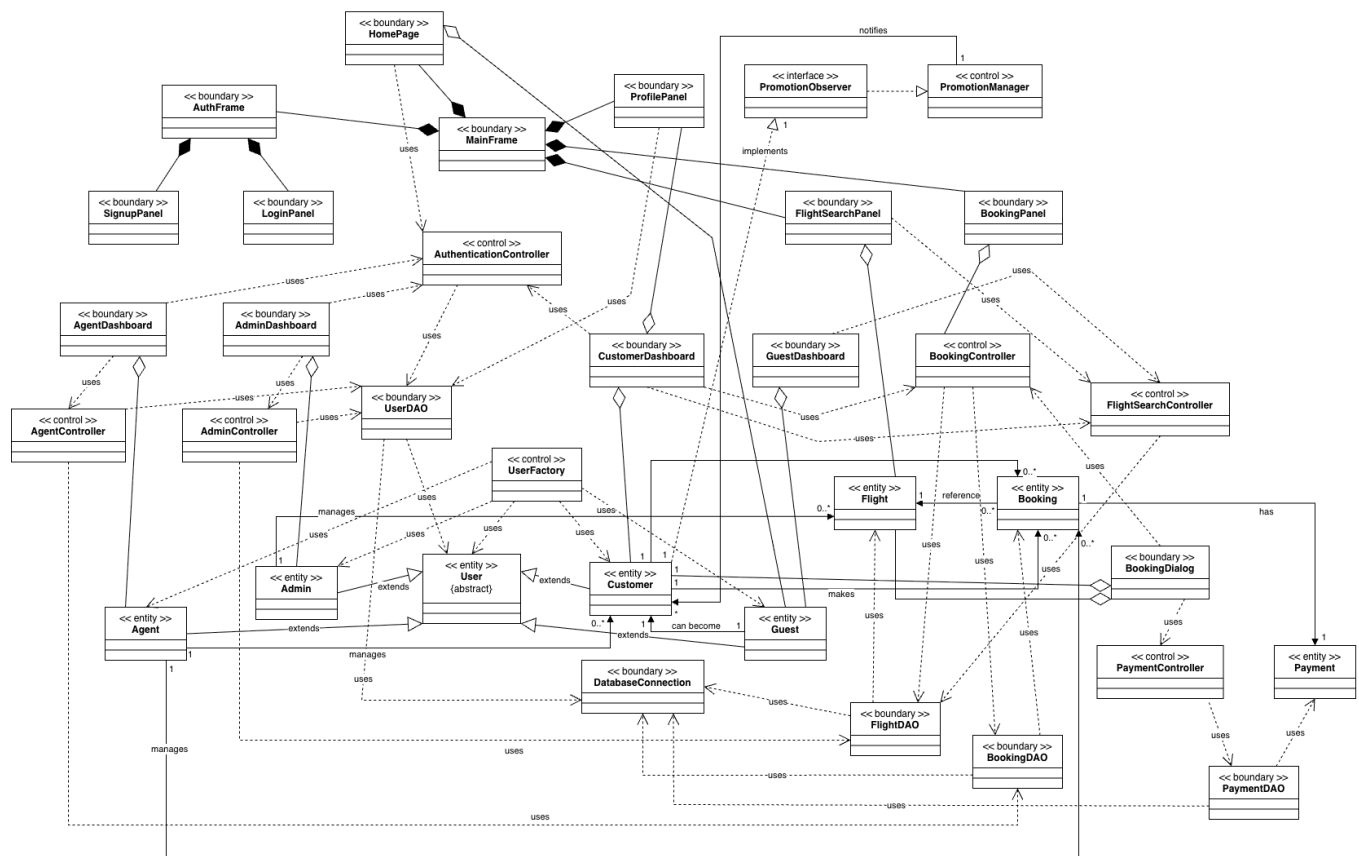 << boundary >>
HomePage
notifies
1
<< boundary >>
ProfilePanel
<< interface >>
PromotionObserver
<< control >>
PromotionManager
<< boundary >>
AuthFrame
<< boundary >>
MainFrame
1
uses
implements
<< boundary >>
SignupPanel
<< boundary >>
LoginPanel
<< boundary >>
FlightSearchPanel
<< boundary >>
BookingPanel
<< control >>
AuthenticationController
uses
uses
uses
uses
uses
uses
<< boundary >>
AgentDashboard
<< boundary >>
AdminDashboard
uses
uses
<< boundary >>
CustomerDashboard
<< boundary >>
GuestDashboard
<< control >>
BookingController
uses
uses
<< boundary >>
UserDAO
<< control >>
FlightSearchController
uses
uses
uses
<< control >>
AgentController
<< control >>
AdminController
uses
<< control >>
UserFactory
uses
0..*
uses
<< entity >>
Flight
<< entity >>
Booking
1
reference
1
has
manages
0..*
0..*
uses
uses
uses
uses
uses
0..*
0..*
1
1
1
<< entity >>
User
{abstract}
<< boundary >>
BookingDialog
<< entity >>
Admin
extends
extends
<< entity >>
Customer
1
1
uses
uses
makes
*
<< entity >>
Agent
extends
0..*
1
can become
1
extends
<< entity >>
Guest
uses
uses
1
1
manages
1
<< boundary >>
DatabaseConnection
<< control >>
PaymentController
<< entity >>
Payment
uses
uses
<< boundary >>
FlightDAO
uses
uses
manages
uses
<< boundary >>
BookingDAO
uses
<< boundary >>
PaymentDAO
uses
uses